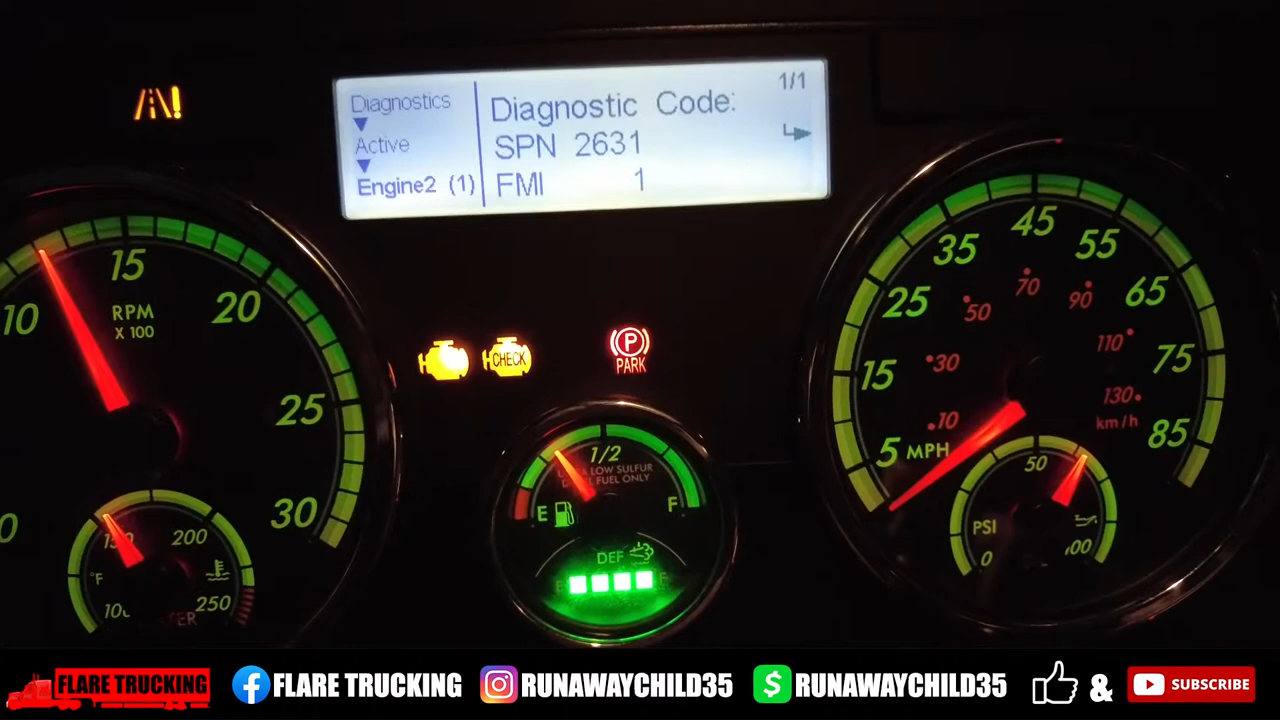 Diagnostics
Active
Engine2 (1)
Diagnostic Code:
1/1
SPN 2631
FMI 1
10
15
20
25
30
RPM
X 100
150
200
250
°F
CHECK
P
PARK
1/2
LOW SULFUR
FUEL ONLY
E
F
DEF
5 MPH
15
25
35
45
55
65
75
85
10
30
50
70
90
110
130
km/h
PSI
0
50
FLARE TRUCKING
FLARE TRUCKING
RUNAWAYCHILD35
$
RUNAWAYCHILD35
&
SUBSCRIBE